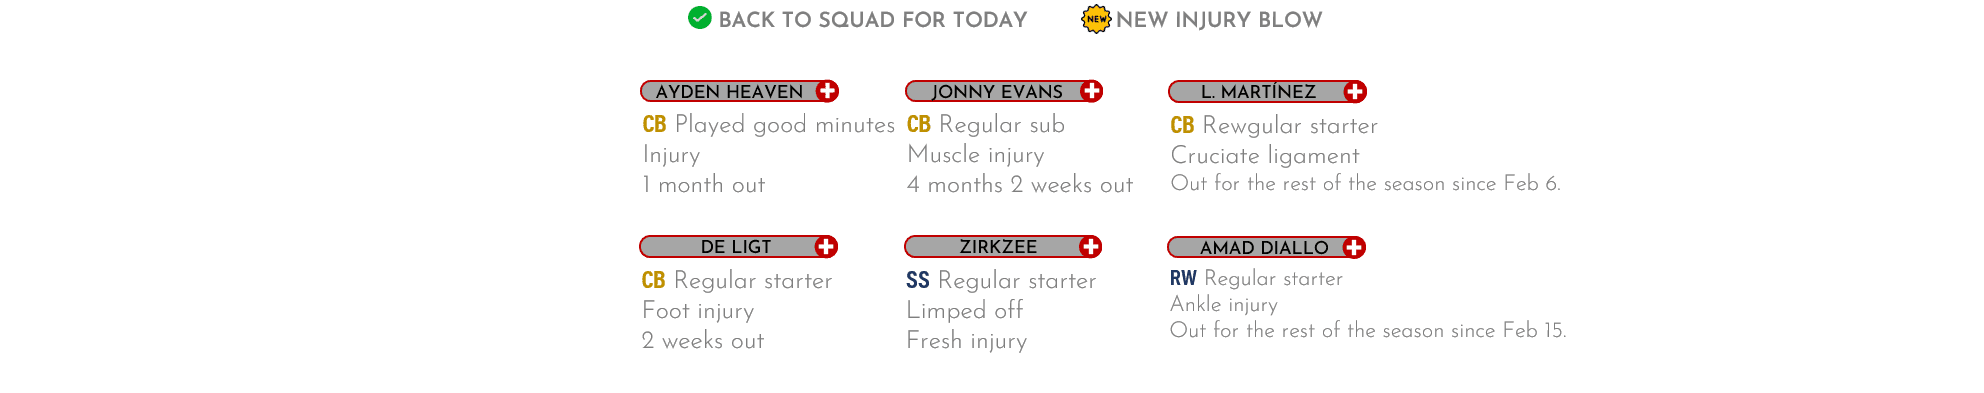 BACK TO SQUAD FOR TODAY
NEW NEW INJURY BLOW
AYDEN HEAVEN
CB Played good minutes
Injury
1 month out
JONNY EVANS
CB Regular sub
Muscle injury
4 months 2 weeks out
L. MARTÍNEZ
CB Rewgular starter
Cruciate ligament
Out for the rest of the season since Feb 6.
DE LIGT
CB Regular starter
Foot injury
2 weeks out
ZIRKZEE
SS Regular starter
Limped off
Fresh injury
AMAD DIALLO
RW Regular starter
Ankle injury
Out for the rest of the season since Feb 15.